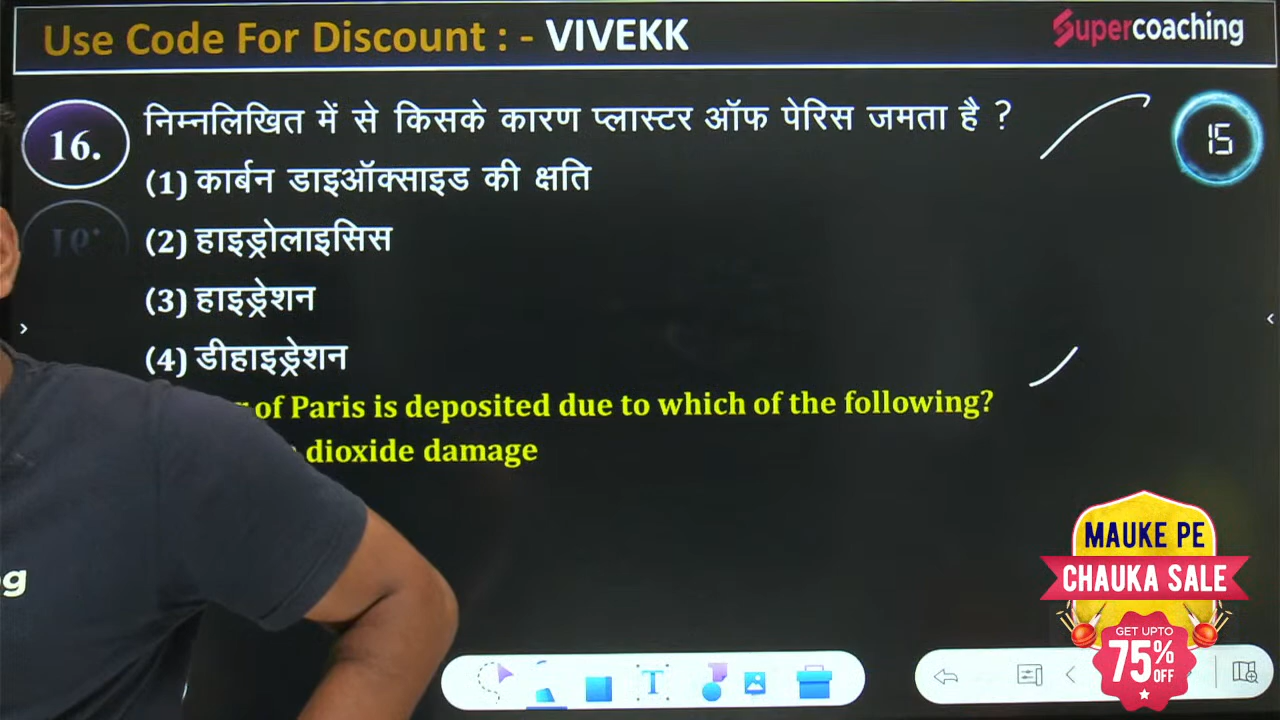 Use Code For Discount : - VIVEKK
Supercoaching
16.
निम्नलिखित में से किसके कारण प्लास्टर ऑफ पेरिस जमता है ?
15
(1) कार्बन डाइऑक्साइड की क्षति
(2) हाइड्रोलाइसिस
(3) हाइड्रेशन
(4) डीहाइड्रेशन
of Paris is deposited due to which of the following?
dioxide damage
MAUKE PE
CHAUKA SALE
GET UPTO
75% OFF
T